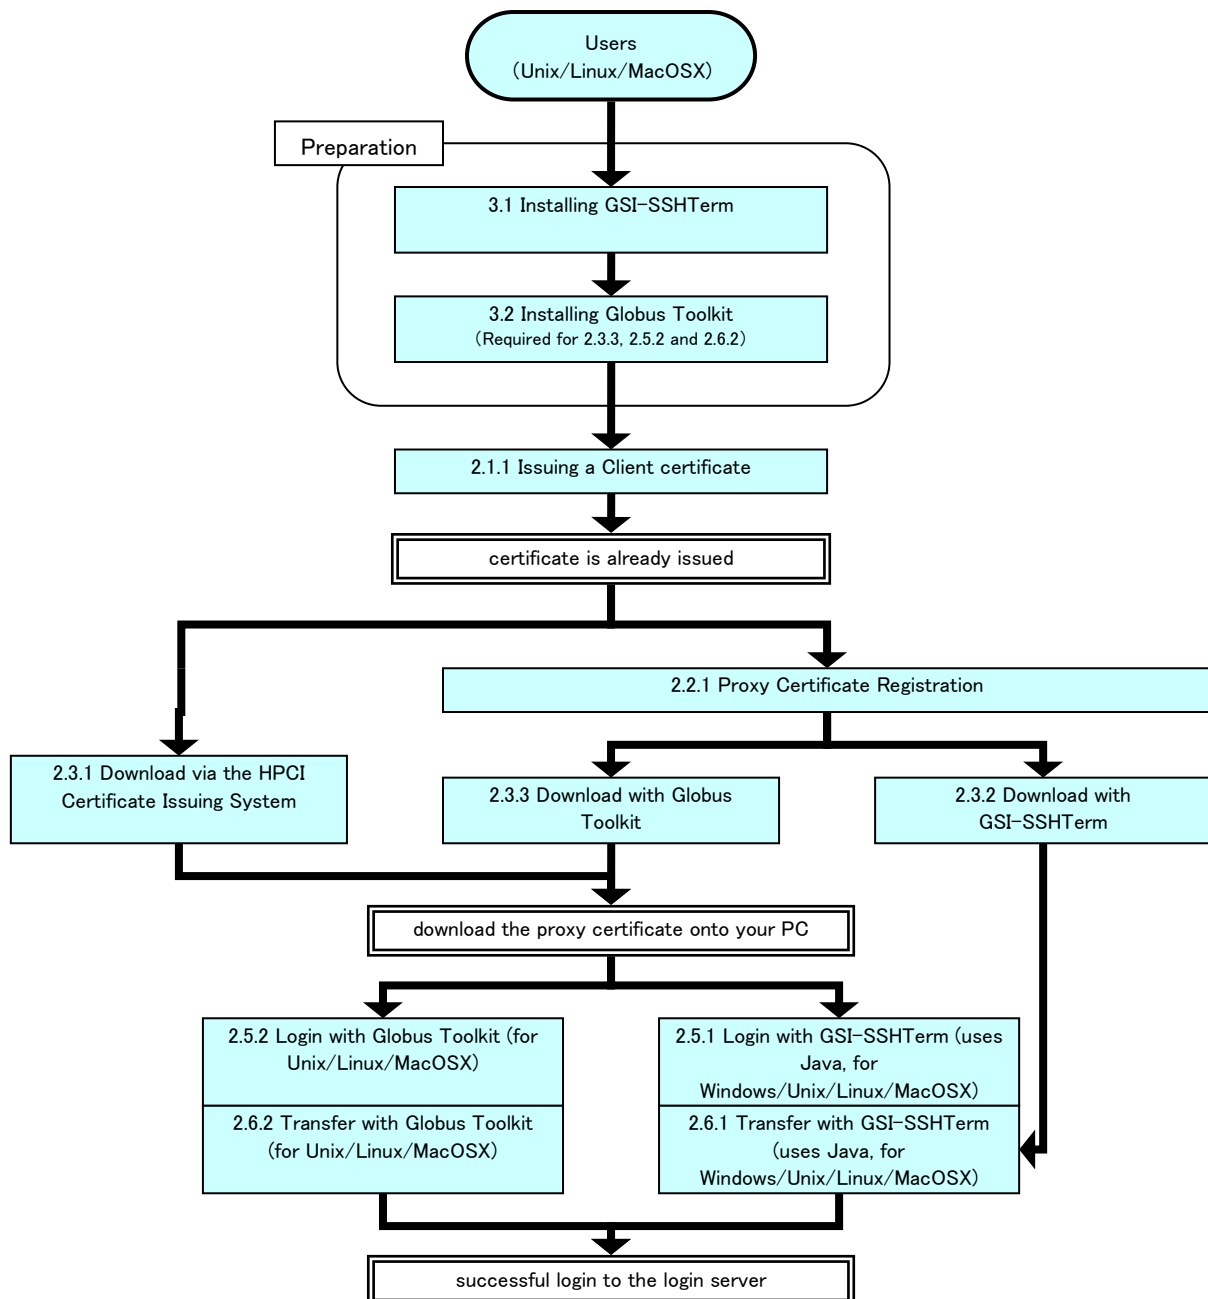 Users
(Unix/Linux/MacOSX)
Preparation
3.1 Installing GSI-SSHTerm
3.2 Installing Globus Toolkit
(Required for 2.3.3, 2.5.2 and 2.6.2)
2.1.1 Issuing a Client certificate
certificate is already issued
2.2.1 Proxy Certificate Registration
2.3.1 Download via the HPCI
Certificate Issuing System
2.3.3 Download with Globus
Toolkit
2.3.2 Download with
GSI-SSHTerm
download the proxy certificate onto your PC
2.5.2 Login with Globus Toolkit (for
Unix/Linux/MacOSX)
2.6.2 Transfer with Globus Toolkit
(for Unix/Linux/MacOSX)
2.5.1 Login with GSI-SSHTerm (uses
Java, for
Windows/Unix/Linux/MacOSX)
2.6.1 Transfer with GSI-SSHTerm
(uses Java, for
Windows/Unix/Linux/MacOSX)
successful login to the login server